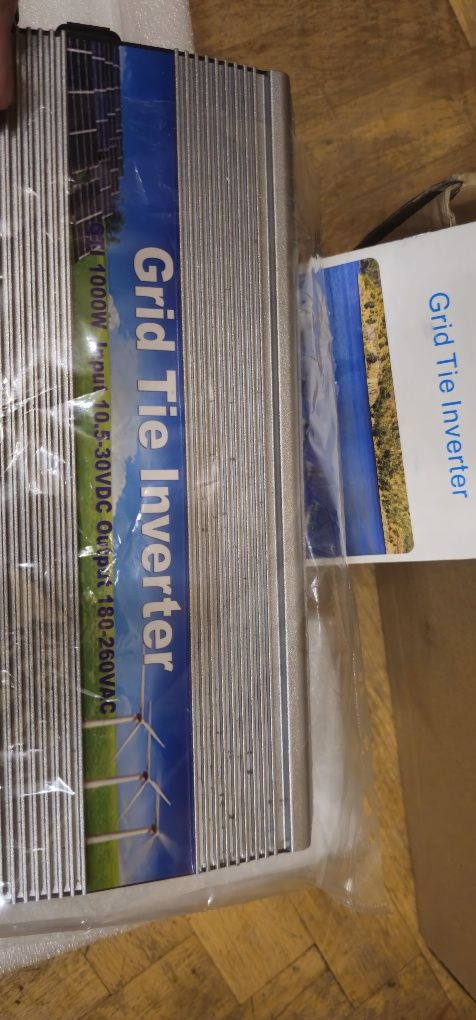 Grid Tie Inverter
1000W Input 10.5-30VDC Output 180-260VAC
Grid Tie Inverter